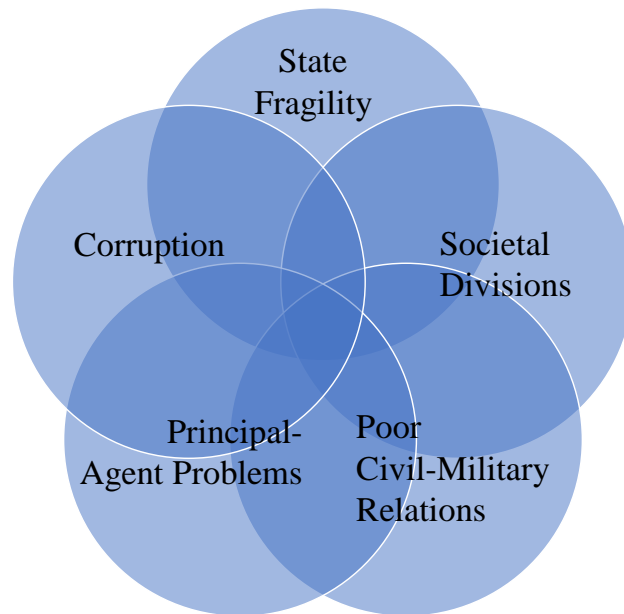 State
Fragility
Corruption
Societal
Divisions
Principal-
Agent Problems
Poor
Civil-Military
Relations